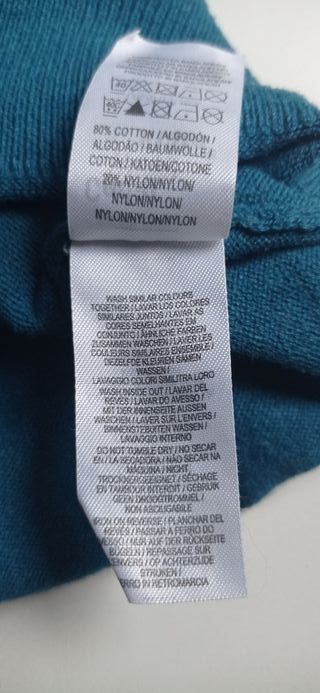 80% COTTON / ALGODÓN /
ALGODÃO / BAUMWOLLE /
COTON / KATOEN/COTONE
20% NYLON/NYLON/
NYLON/NYLON/
NYLON/NYLON/NYLON
WASH SIMILAR COLOURS
TOGETHER / LAVAR LOS COLORES
SIMILARES JUNTOS / LAVAR AS
CORES SEMELHANTES EM
CONJUNTO / ÄHNLICHE FARBEN
ZUSAMMEN WASCHEN / LAVER LES
COULEURS SIMILAIRES ENSEMBLE /
DEZELFDE KLEUREN SAMEN
WASSEN /
LAVAGGIO COLORI SIMILITRA LORO
WASH INSIDE OUT / LAVAR DEL
REVÉS / LAVAR DO AVESSO /
MIT DER INNENSEITE AUSSEN
WASCHEN / LAVER SUR L'ENVERS /
BINNENSTEBUITEN WASSEN /
LAVAGGIO INTERNO
DO NOT TUMBLE DRY / NO SECAR
EN / LA SECADIRA / NÃO SECAR NA
MÁQUINA / NICHT
TROCKNERGEEIGNET / SÉCHAGE
EN TAMBOUR INTERDIT / GEBRUIK
GEEN DROOGTROMMEL /
NON ASCIUGABILE
IRON ON REVERSE / PLANCHAR DEL
REVÉS / PASSAR A FERRO DO
AVESSO / NUR AUF DER RÜCKSEITE
BÜGELN / REPASSAGE SUR
L'ENVERS / OP ACHTERZIJDE
STRIJKEN /
FERRO IN RETROMARCIA